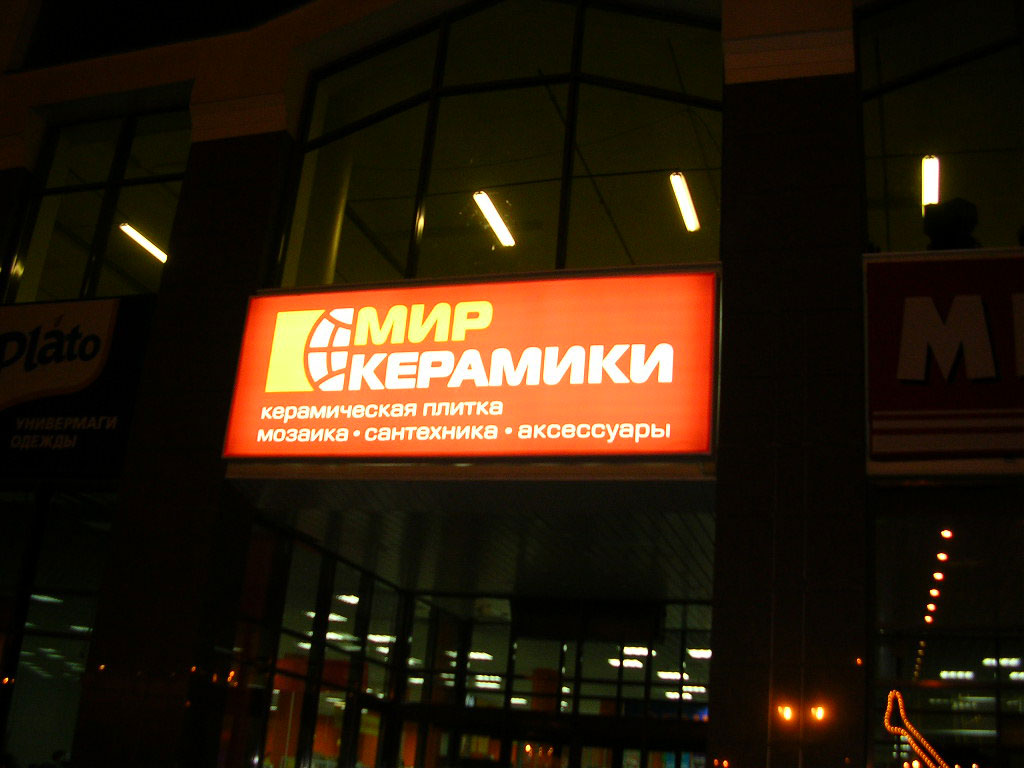 Plato
УНИВЕРМАГИ
ОДЕЖДЫ
МИР
КЕРАМИКИ
керамическая плитка
мозаика • сантехника • аксессуары